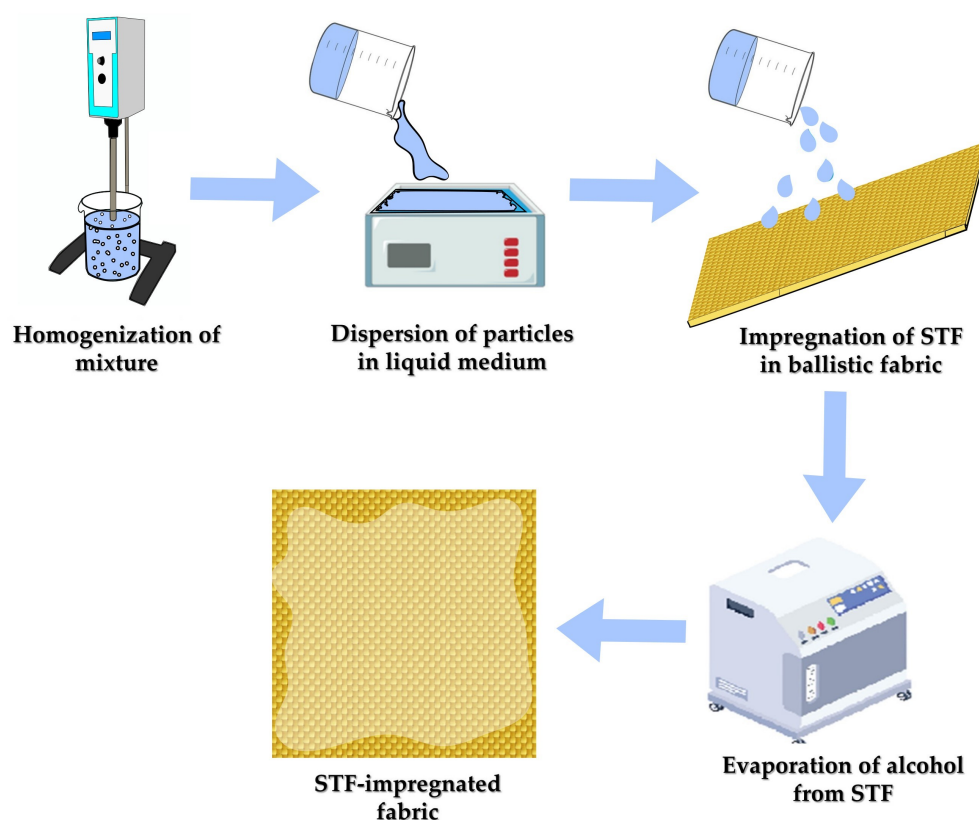 Homogenization of
mixture
Dispersion of particles
in liquid medium
Impregnation of STF
in ballistic fabric
Evaporation of alcohol
from STF
STF-impregnated
fabric